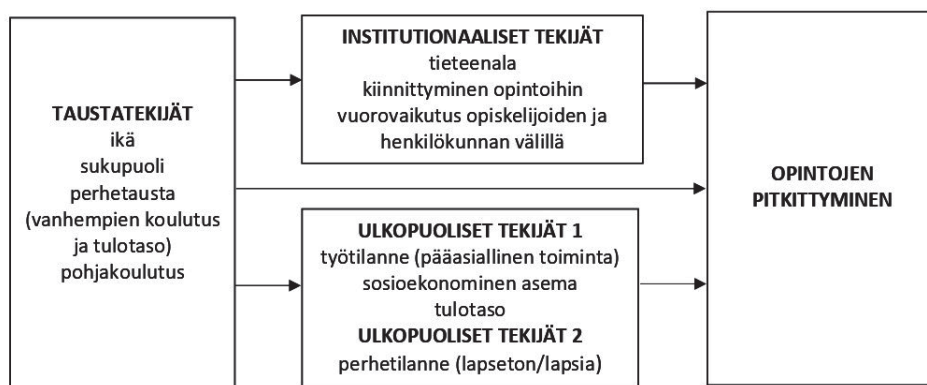 TAUSTATEKIJÄT
ikä
sukupuoli
perhetausta
(vanhempien koulutus
ja tulotaso)
pohjakoulutus
INSTITUTIONAALISET TEKIJÄT
tieteenala
kiinnittyminen opintoihin
vuorovaikutus opiskelijoiden ja
henkilökunnan välillä
ULKOPUOLISET TEKIJÄT 1
työtilanne (pääasiallinen toiminta)
sosioekonominen asema
tulotaso
ULKOPUOLISET TEKIJÄT 2
perhetilanne (lapseton/lapsia)
OPINTOJEN
PITKITTYMINEN